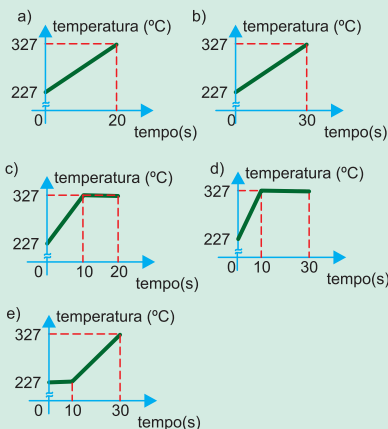 a) temperatura (ºC)
327
227
0 20 tempo(s)
b) temperatura (ºC)
327
227
0 30 tempo(s)
c) temperatura (ºC)
327
227
0 10 20 tempo(s)
d) temperatura (ºC)
327
227
0 10 30 tempo(s)
e) temperatura (ºC)
327
227
0 10 30 tempo(s)